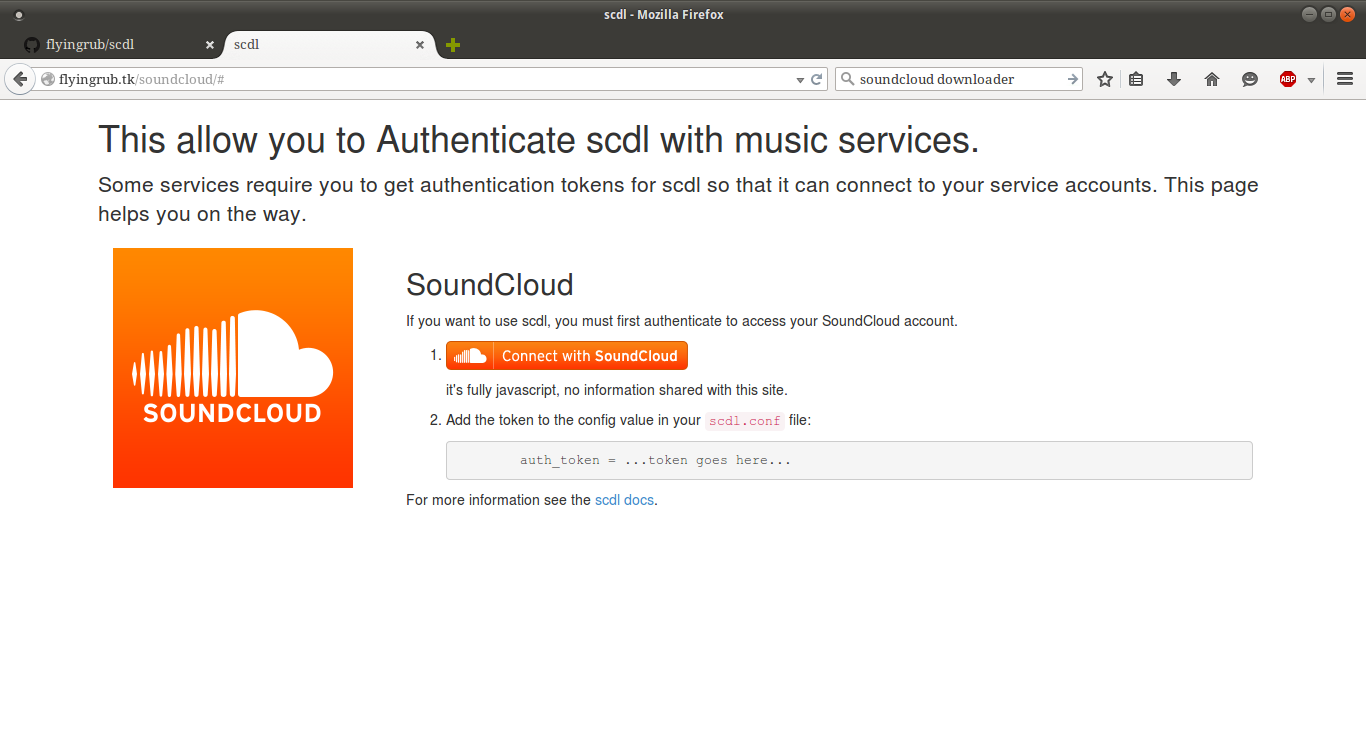 scdl - Mozilla Firefox
flyingrub/scdl
scdl
flyingrub.tk/soundcloud/#
soundcloud downloader
ABP
This allow you to Authenticate scdl with music services.
Some services require you to get authentication tokens for scdl so that it can connect to your service accounts. This page
helps you on the way.
SOUNDCLOUD
SoundCloud
If you want to use scdl, you must first authenticate to access your SoundCloud account.
1. Connect with SoundCloud
it's fully javascript, no information shared with this site.
2. Add the token to the config value in your scdl.conf file:
auth_token = ...token goes here...
For more information see the scdl docs.